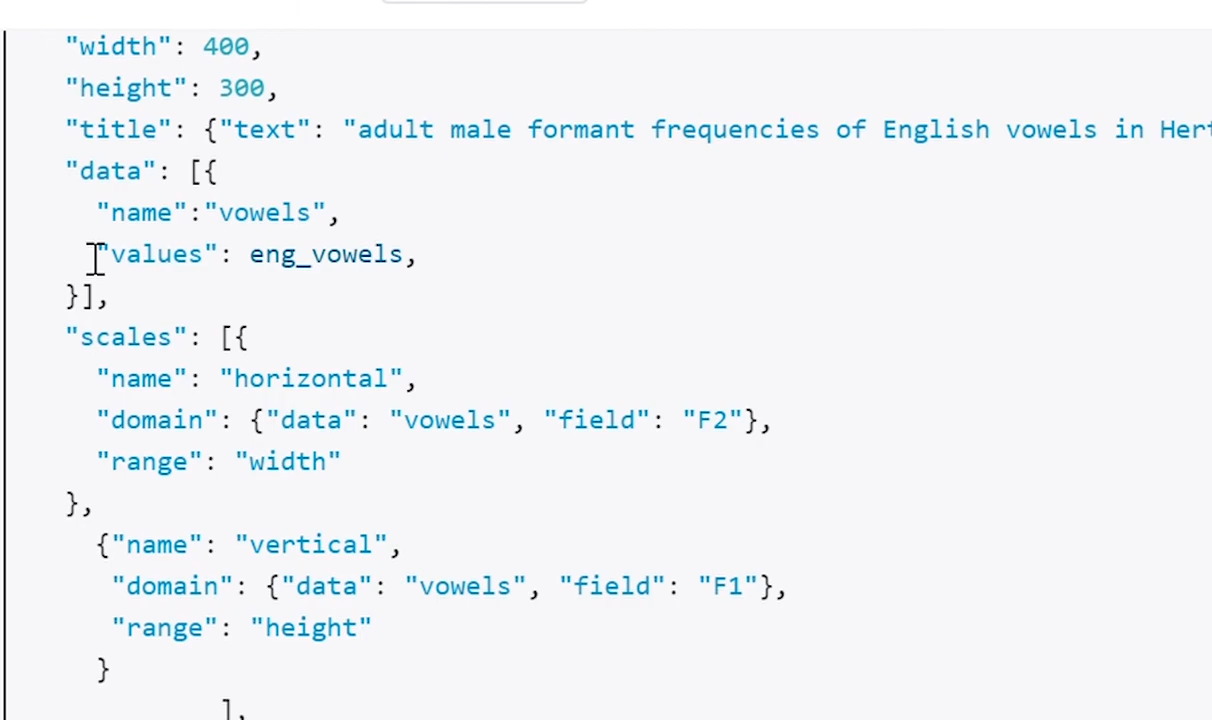 "width": 400,
"height": 300,
"title": {"text": "adult male formant frequencies of English vowels in
"data": [{
"name":"vowels",
"values": eng_vowels,
}],
"scales": [{
"name": "horizontal",
"domain": {"data": "vowels", "field": "F2"},
"range": "width"
},
{"name": "vertical",
"domain": {"data": "vowels", "field": "F1"},
"range": "height"
}
],